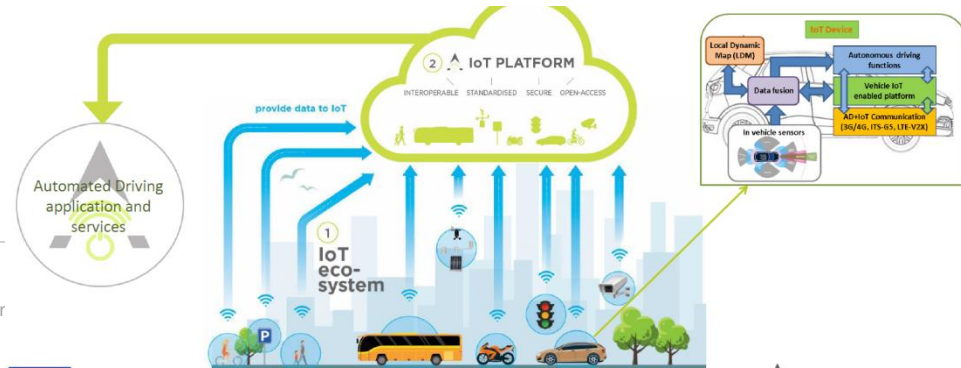 2 IoT PLATFORM
INTEROPERABLE STANDARDISED SECURE OPEN-ACCESS
provide data to IoT
Automated Driving
application and
services
1
IoT
eco-
system
P
r
IoT Device
Local Dynamic
Map (LDM)
Autonomous driving
functions
Data fusion
Vehicle IoT
enabled platform
AD+IoT Communication
(3G/4G, ITS-G5, LTE-V2X)
In vehicle sensors